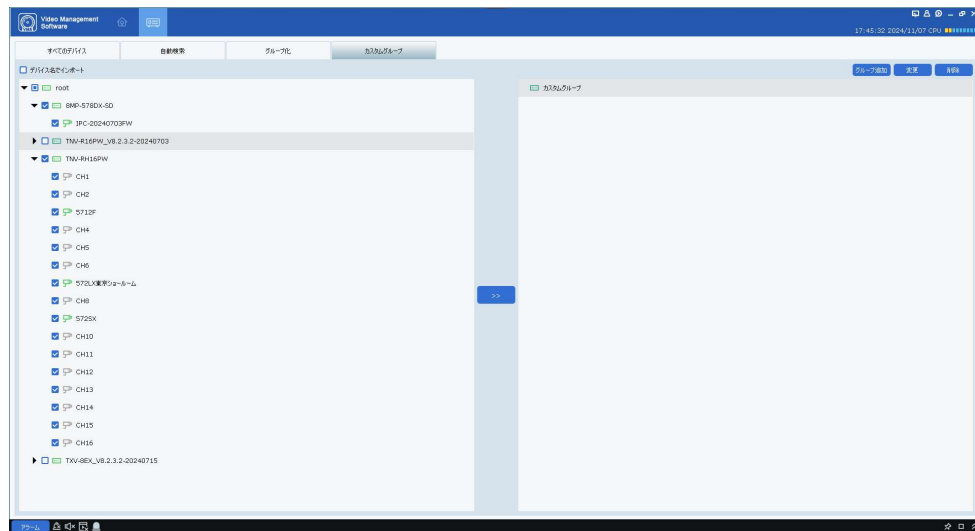 Video Management
Software
17:45:32 2024/11/07 CPU
すべてのデバイス
自動検索
グループ化
カスタムグループ
デバイス名でインポート
グループ追加
変更
削除
root
カスタムグループ
8MP-578DX-SD
IPC-20240703FW
TNV-R16PW_V8.2.3.2-20240703
TNV-RH16PW
CH1
CH2
5712F
CH4
CH5
CH6
572LX東京ショールーム
CH8
>>
572SX
CH10
CH11
CH12
CH13
CH14
CH15
CH16
TXV-8EX_V8.2.3.2-20240715
アラーム